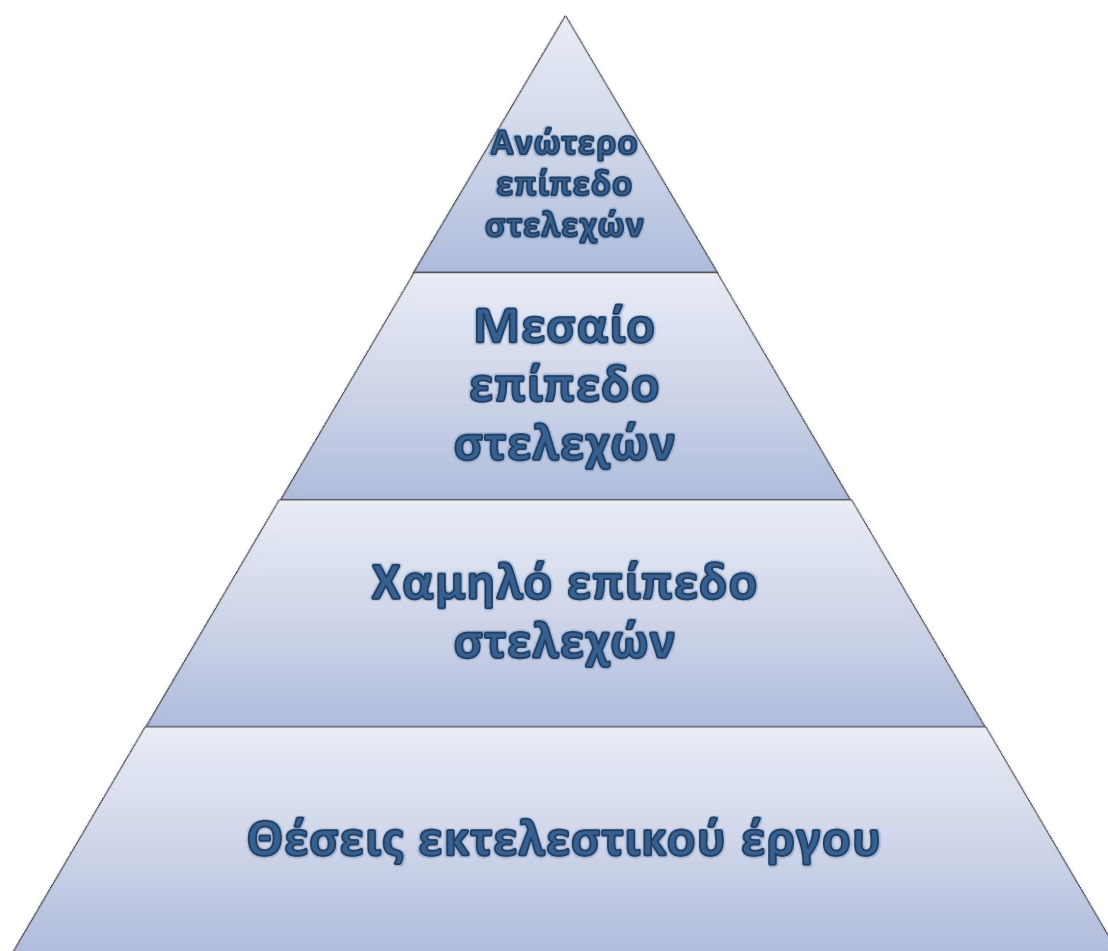 Ανώτερο
επίπεδο
στελεχών
Μεσαίο
επίπεδο
στελεχών
Χαμηλό επίπεδο
στελεχών
Θέσεις εκτελεστικού έργου